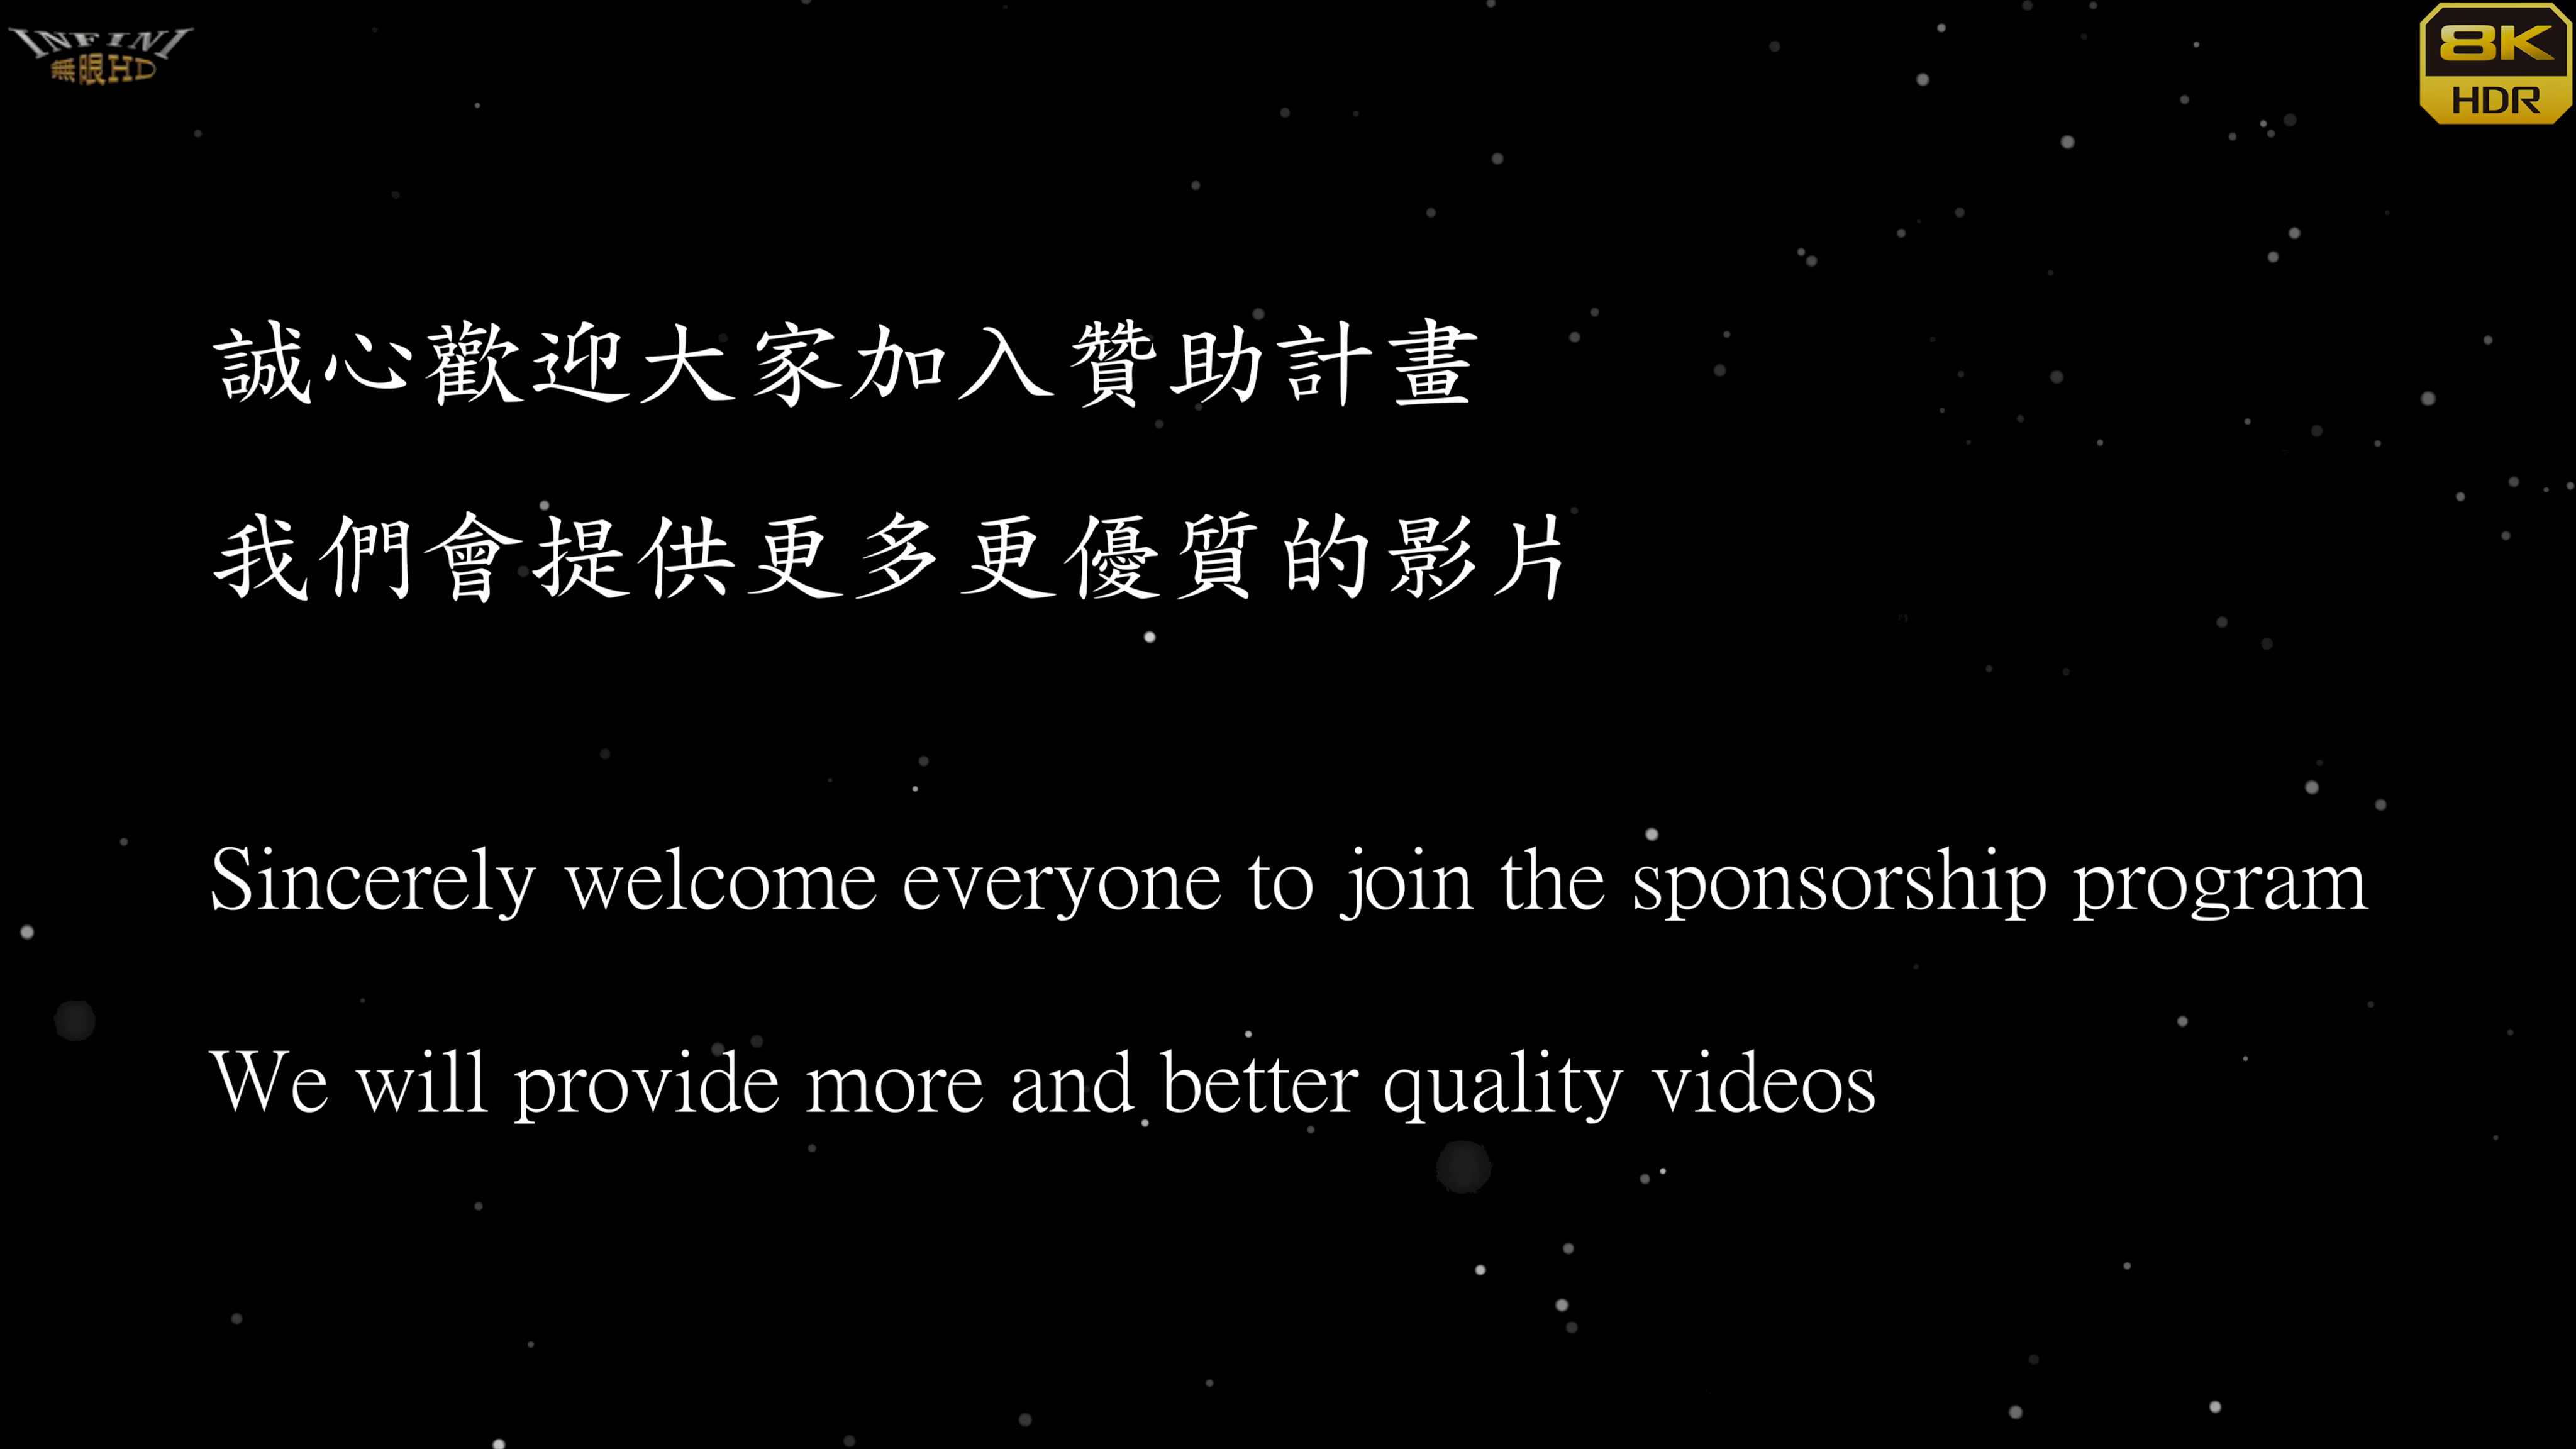 INFINI
無限HD
8K
HDR
誠心歡迎大家加入贊助計畫
我們會提供更多更優質的影片
Sincerely welcome everyone to join the sponsorship program
We will provide more and better quality videos